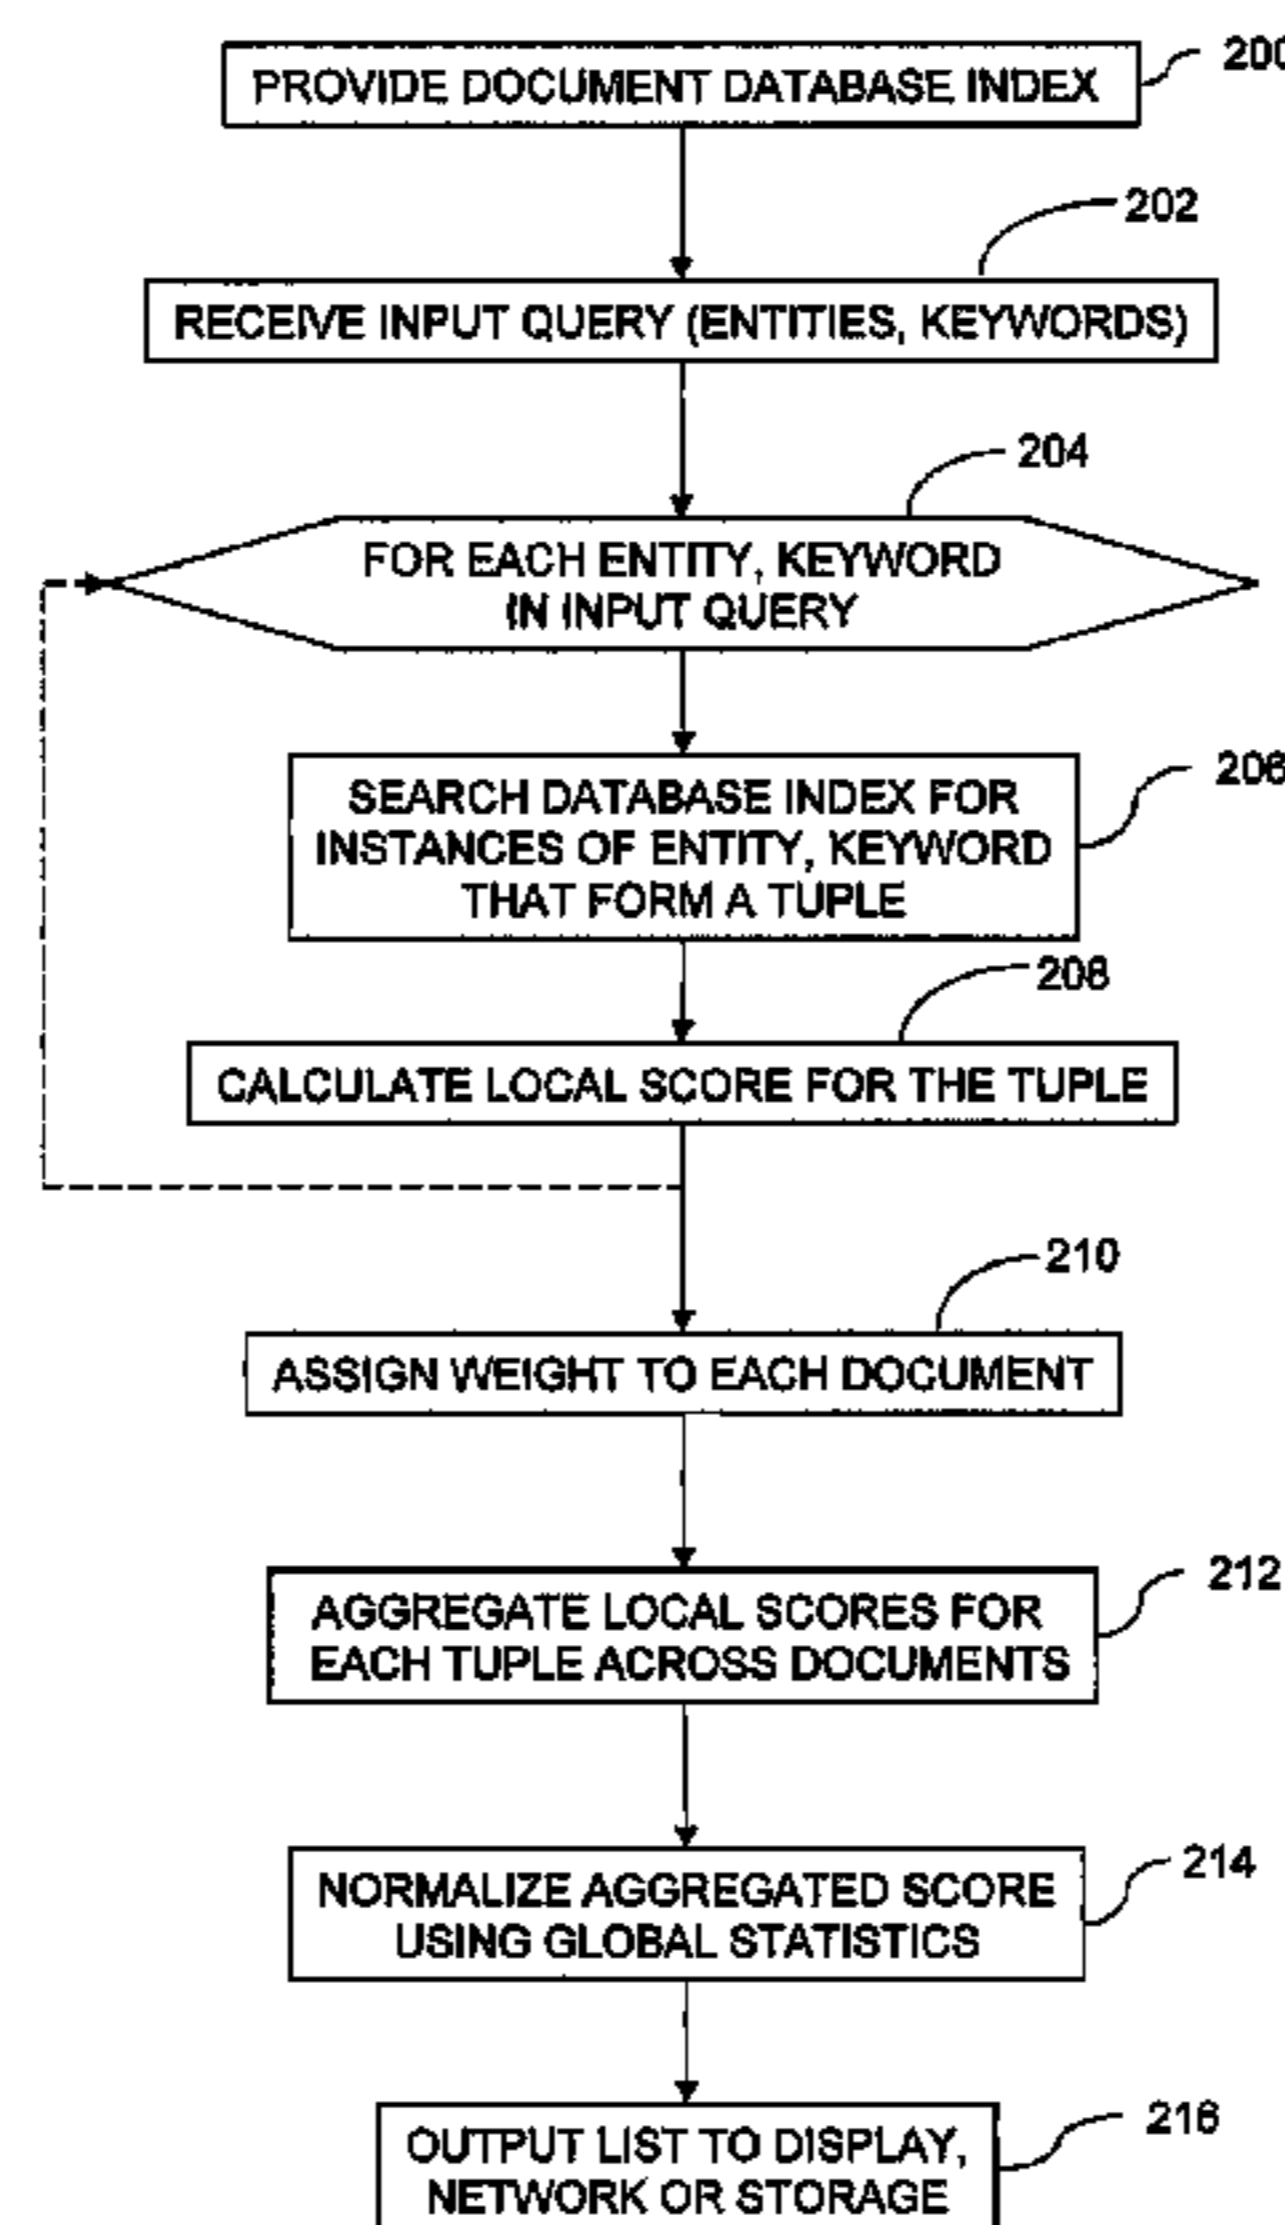 PROVIDE DOCUMENT DATABASE INDEX
200
202
RECEIVE INPUT QUERY (ENTITIES, KEYWORDS)
204
FOR EACH ENTITY, KEYWORD
IN INPUT QUERY
206
SEARCH DATABASE INDEX FOR
INSTANCES OF ENTITY, KEYWORD
THAT FORM A TUPLE
208
CALCULATE LOCAL SCORE FOR THE TUPLE
210
ASSIGN WEIGHT TO EACH DOCUMENT
212
AGGREGATE LOCAL SCORES FOR
EACH TUPLE ACROSS DOCUMENTS
214
NORMALIZE AGGREGATED SCORE
USING GLOBAL STATISTICS
216
OUTPUT LIST TO DISPLAY,
NETWORK OR STORAGE